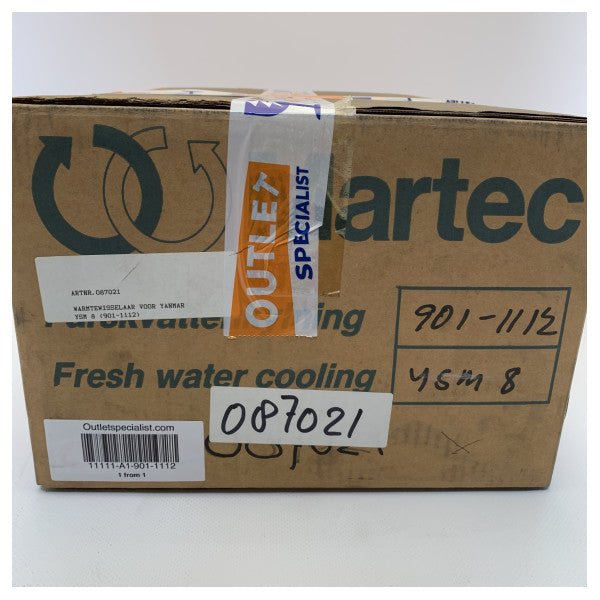 artec
OUTLET
SPECIALIST
ARTNR.087021
WARMTEWISSELAAR VOOR YANMAR
YSM 8 (901-1112)
901-1112
Fresh water cooling
YSM 8
087021
087021
Outletspecialist.com
11111-A1-901-1112
1 from 1